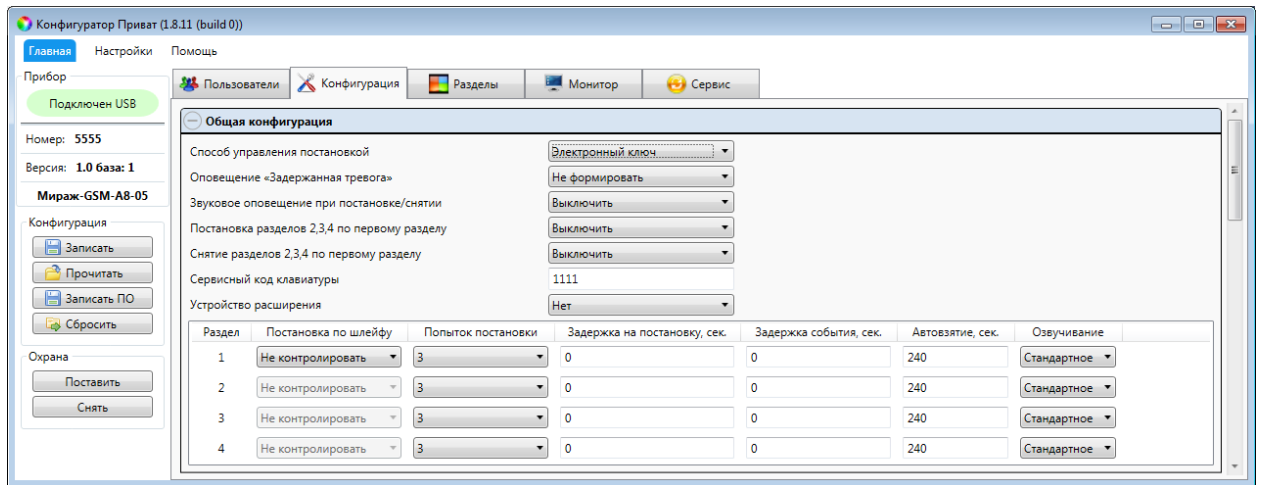 Конфигуратор Приват (1.8.11 (build 0))
Главная Настройки Помощь
Прибор
Подключен USB
Номер: 5555
Версия: 1.0 база: 1
Мираж-GSM-A8-05
Конфигурация
Записать
Прочитать
Записать ПО
Сбросить
Охрана
Поставить
Снять
Пользователи Конфигурация Разделы Монитор Сервис
Общая конфигурация
Способ управления постановкой Электронный ключ
Оповещение «Задержанная тревога» Не формировать
Звуковое оповещение при постановке/снятии Выключить
Постановка разделов 2,3,4 по первому разделу Выключить
Снятие разделов 2,3,4 по первому разделу Выключить
Сервисный код клавиатуры 1111
Устройство расширения Нет
Раздел Постановка по шлейфу Попыток постановки Задержка на постановку, сек. Задержка события, сек. Автовзятие, сек. Озвучивание
1 Не контролировать 3 0 0 240 Стандартное
2 Не контролировать 3 0 0 240 Стандартное
3 Не контролировать 3 0 0 240 Стандартное
4 Не контролировать 3 0 0 240 Стандартное